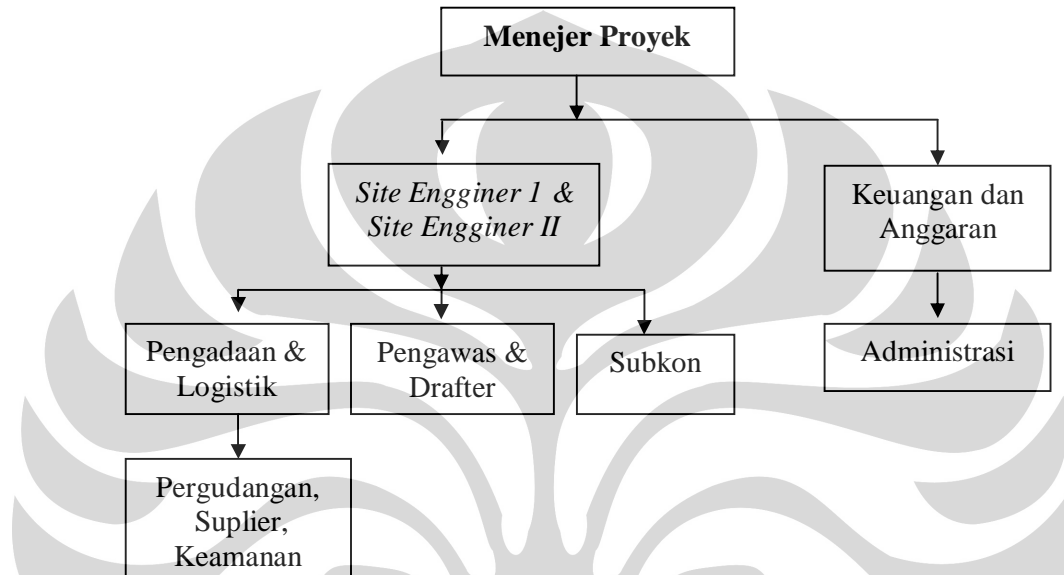 Menejer Proyek
Site Engginer 1 &
Site Engginer II
Keuangan dan
Anggaran
Pengadaan &
Logistik
Pengawas &
Drafter
Subkon
Administrasi
Pergudangan,
Suplier,
Keamanan